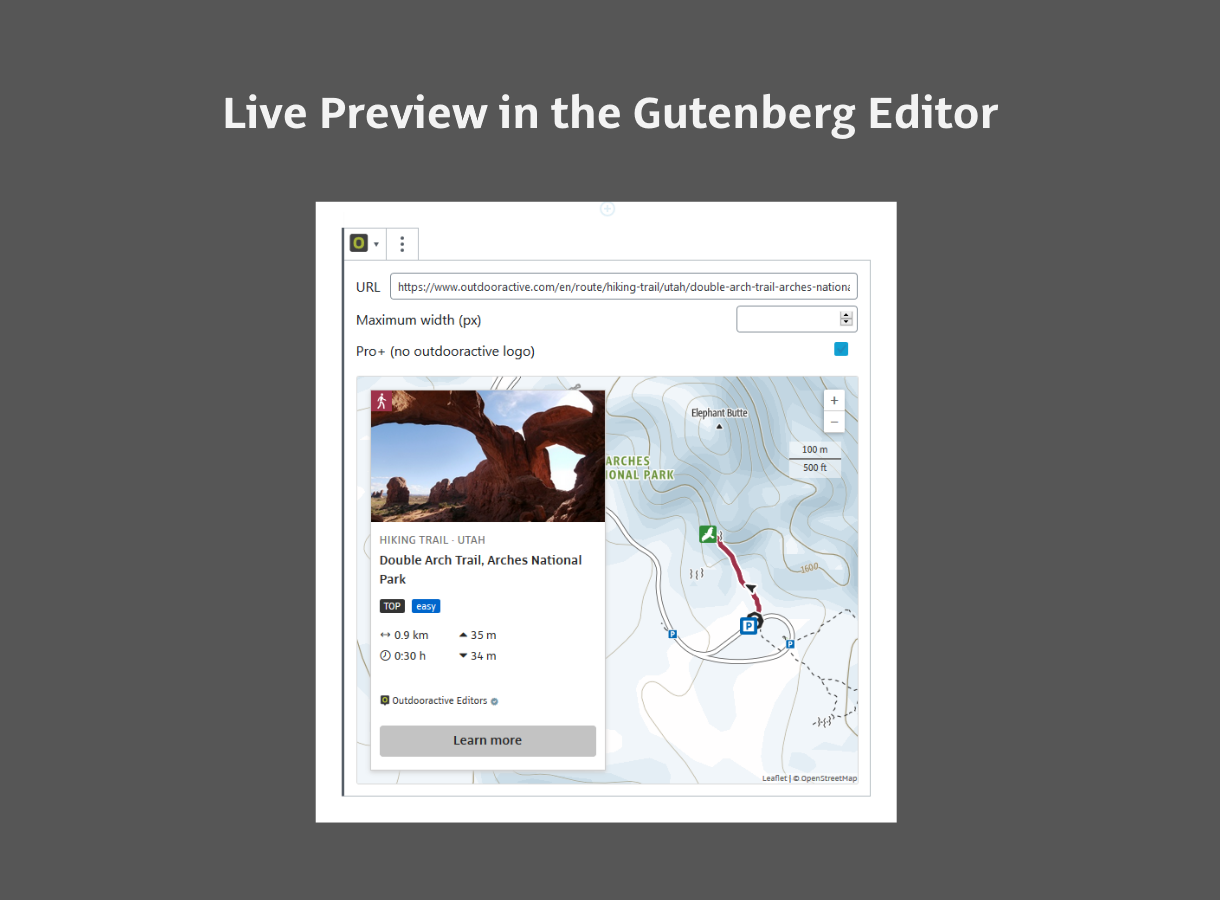 Live Preview in the Gutenberg Editor
URL
https://www.outdooractive.com/en/route/hiking-trail/utah/double-arch-trail-arches-nationa
Maximum width (px)
Pro+ (no outdooractive logo)
Elephant Butte
+
−
100 m
500 ft
ARCHES
IONAL PARK
HIKING TRAIL · UTAH
Double Arch Trail, Arches National
Park
TOP easy
0.9 km 35 m
0:30 h 34 m
Outdooractive Editors
Learn more
1600
P
P
P
Leaflet | © OpenStreetMap